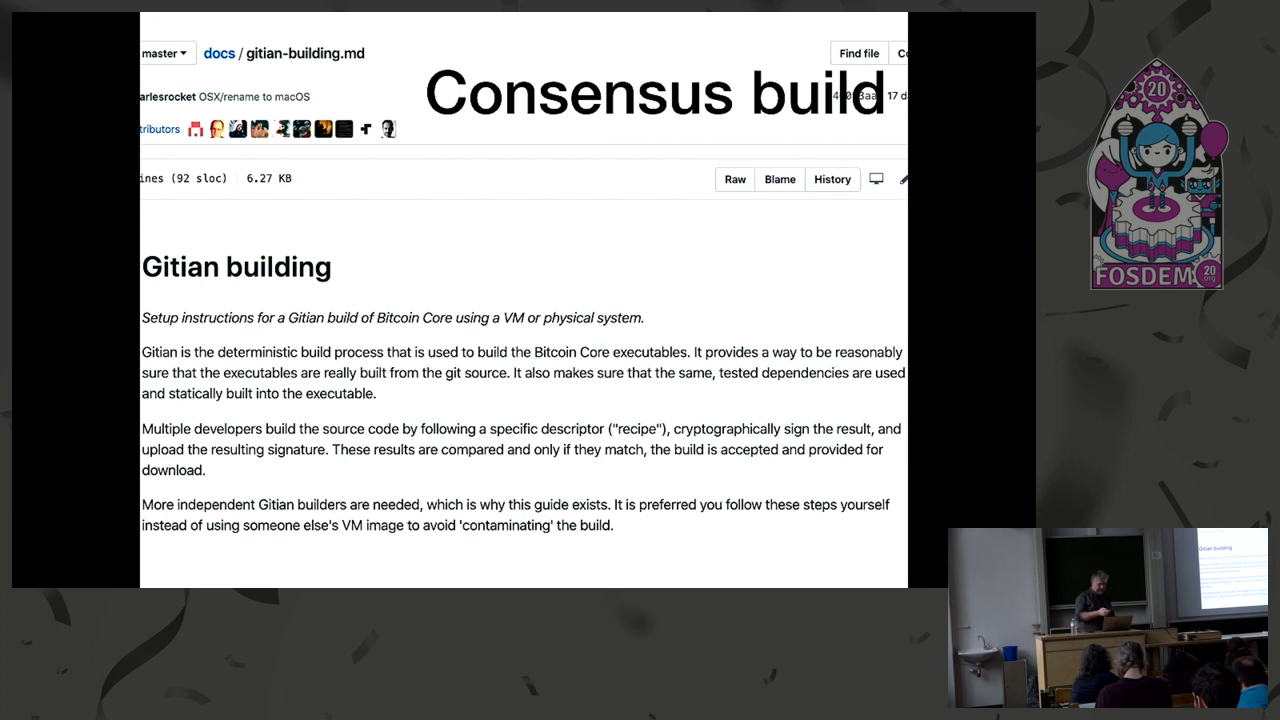 master
docs / gitian-building.md
Find file
Consensus build
arlesrocket OSX/rename to macOS
17 d
tributors
ines (92 sloc)
6.27 KB
Raw
Blame
History
Gitian building
Setup instructions for a Gitian build of Bitcoin Core using a VM or physical system.
Gitian is the deterministic build process that is used to build the Bitcoin Core executables. It provides a way to be reasonably
sure that the executables are really built from the git source. It also makes sure that the same, tested dependencies are used
and statically built into the executable.
Multiple developers build the source code by following a specific descriptor ("recipe"), cryptographically sign the result, and
upload the resulting signature. These results are compared and only if they match, the build is accepted and provided for
download.
More independent Gitian builders are needed, which is why this guide exists. It is preferred you follow these steps yourself
instead of using someone else's VM image to avoid 'contaminating' the build.
20
FOSDEM 20
.org
Gitian building